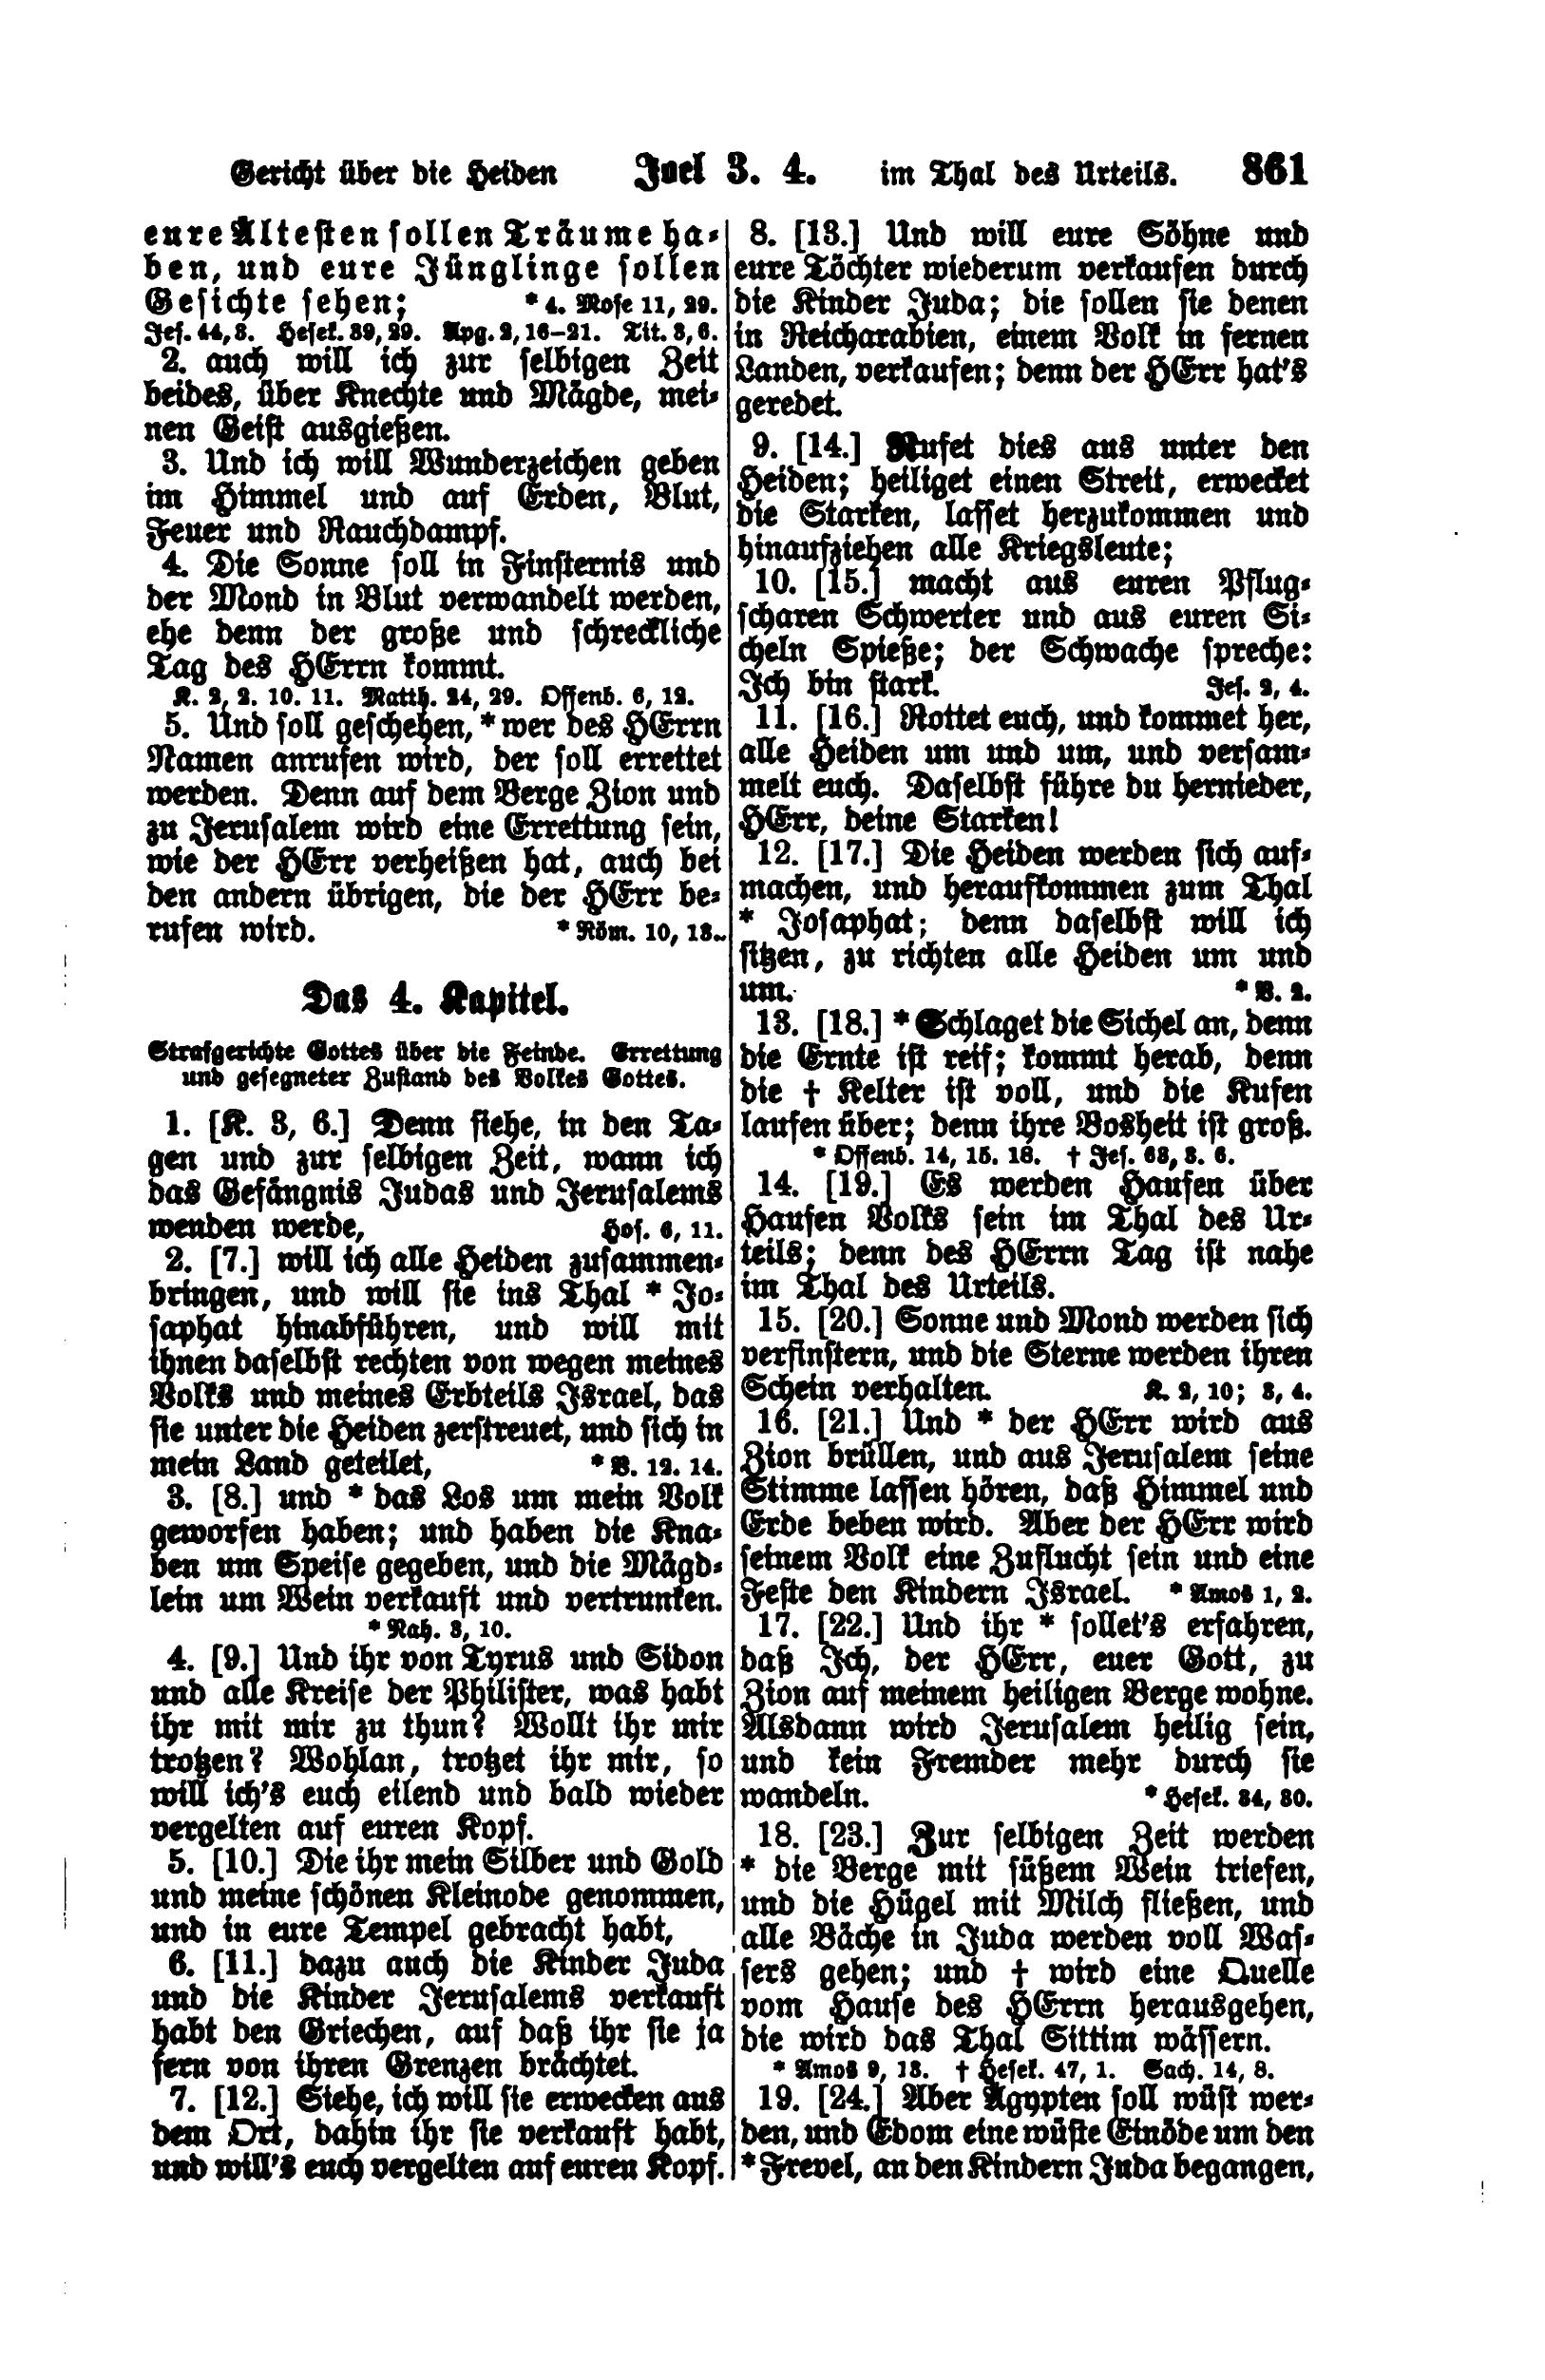 Gericht über die Heiden Joel 3. 4. im Thal des Urteils. 861
eure Ältesten sollen Träume ha-
ben, und eure Jünglinge sollen
Gesichte sehen; *4. Mose 11, 29.
Jes. 44, 3. Hesek. 39, 29. Apg. 2, 16–21. Tit. 3, 6.
2. auch will ich zur selbigen Zeit
beides, über Knechte und Mägde, mei-
nen Geist ausgießen.
3. Und ich will Wunderzeichen geben
im Himmel und auf Erden, Blut,
Feuer und Rauchdampf.
4. Die Sonne soll in Finsternis und
der Mond in Blut verwandelt werden,
ehe denn der große und schreckliche
Tag des HErrn kommt.
K. 2, 2. 10. 11. Matth. 24, 29. Offenb. 6, 12.
5. Und soll geschehen, * wer des HErrn
Namen anrufen wird, der soll errettet
werden. Denn auf dem Berge Zion und
zu Jerusalem wird eine Errettung sein,
wie der HErr verheißen hat, auch bei
den andern übrigen, die der HErr be-
rufen wird. * Röm. 10, 13.
Das 4. Kapitel.
Strafgerichte Gottes über die Feinde. Errettung
und gesegneter Zustand des Volkes Gottes.
1. [K. 3, 6.] Denn siehe, in den Ta-
gen und zur selbigen Zeit, wann ich
das Gefängnis Judas und Jerusalems
wenden werde, Hos. 6, 11.
2. [7.] will ich alle Heiden zusammen-
bringen, und will sie ins Thal * Jo-
saphat hinabführen, und will mit
ihnen daselbst rechten von wegen meines
Volks und meines Erbteils Israel, das
sie unter die Heiden zerstreuet, und sich in
mein Land geteilet, * V. 12. 14.
3. [8.] und * das Los um mein Volk
geworfen haben; und haben die Kna-
ben um Speise gegeben, und die Mägd-
lein um Wein verkauft und vertrunken.
* Nah. 3, 10.
4. [9.] Und ihr von Tyrus und Sidon
und alle Kreise der Philister, was habt
ihr mit mir zu thun? Wollt ihr mir
trotzen? Wohlan, trotzet ihr mir, so
will ich's euch eilend und bald wieder
vergelten auf euren Kopf.
5. [10.] Die ihr mein Silber und Gold
und meine schönen Kleinode genommen,
und in eure Tempel gebracht habt,
6. [11.] dazu auch die Kinder Juda
und die Kinder Jerusalems verkauft
habt den Griechen, auf daß ihr sie ja
fern von ihren Grenzen brächtet.
7. [12.] Siehe, ich will sie erwecken aus
dem Ort, dahin ihr sie verkauft habt,
und will's euch vergelten auf euren Kopf.
8. [13.] Und will eure Söhne und
eure Töchter wiederum verkaufen durch
die Kinder Juda; die sollen sie denen
in Reicharabien, einem Volk in fernen
Landen, verkaufen; denn der HErr hat's
geredet.
9. [14.] Rufet dies aus unter den
Heiden; heiliget einen Streit, erwecket
die Starken, lasset herzukommen und
hinaufziehen alle Kriegsleute;
10. [15.] macht aus euren Pflug-
scharen Schwerter und aus euren Si-
cheln Spieße; der Schwache spreche:
Ich bin stark. Jes. 2, 4.
11. [16.] Rottet euch, und kommet her,
alle Heiden um und um, und versam-
melt euch. Daselbst führe du hernieder,
HErr, deine Starken!
12. [17.] Die Heiden werden sich auf-
machen, und heraufkommen zum Thal
* Josaphat; denn daselbst will ich
sitzen, zu richten alle Heiden um und
um. * V. 2.
13. [18.] * Schlaget die Sichel an, denn
die Ernte ist reif; kommt herab, denn
die † Kelter ist voll, und die Kufen
laufen über; denn ihre Bosheit ist groß.
* Offenb. 14, 15. 18. † Jes. 63, 3. 6.
14. [19.] Es werden Haufen über
Haufen Volks sein im Thal des Ur-
teils; denn des HErrn Tag ist nahe
im Thal des Urteils.
15. [20.] Sonne und Mond werden sich
verfinstern, und die Sterne werden ihren
Schein verhalten. K. 2, 10; 3, 4.
16. [21.] Und * der HErr wird aus
Zion brüllen, und aus Jerusalem seine
Stimme lassen hören, daß Himmel und
Erde beben wird. Aber der HErr wird
seinem Volk eine Zuflucht sein und eine
Feste den Kindern Israel. * Amos 1, 2.
17. [22.] Und ihr * sollet's erfahren,
daß Ich, der HErr, euer Gott, zu
Zion auf meinem heiligen Berge wohne.
Alsdann wird Jerusalem heilig sein,
und kein Fremder mehr durch sie
wandeln. * Hesek. 34, 30.
18. [23.] Zur selbigen Zeit werden
* die Berge mit süßem Wein triefen,
und die Hügel mit Milch fließen, und
alle Bäche in Juda werden voll Was-
sers gehen; und † wird eine Quelle
vom Hause des HErrn herausgehen,
die wird das Thal Sittim wässern.
* Amos 9, 13. † Hesek. 47, 1. Sach. 14, 8.
19. [24.] Aber Ägypten soll wüst wer-
den, und Edom eine wüste Einöde um den
* Frevel, an den Kindern Juda begangen,